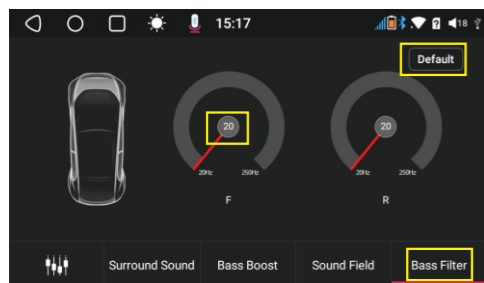 15:17
18
Default
20
20
20Hz 250Hz
20Hz 250Hz
F
R
Surround Sound
Bass Boost
Sound Field
Bass Filter